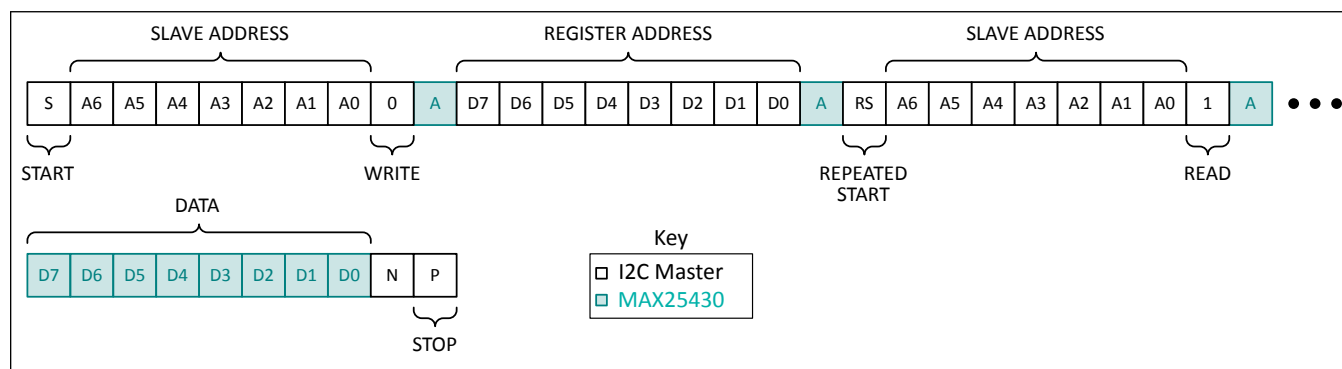 SLAVE ADDRESS REGISTER ADDRESS SLAVE ADDRESS
S A6 A5 A4 A3 A2 A1 A0 0 A D7 D6 D5 D4 D3 D2 D1 D0 A RS A6 A5 A4 A3 A2 A1 A0 1 A •••
START WRITE REPEATED START READ
DATA
D7 D6 D5 D4 D3 D2 D1 D0 N P
STOP
Key
I2C Master
MAX25430